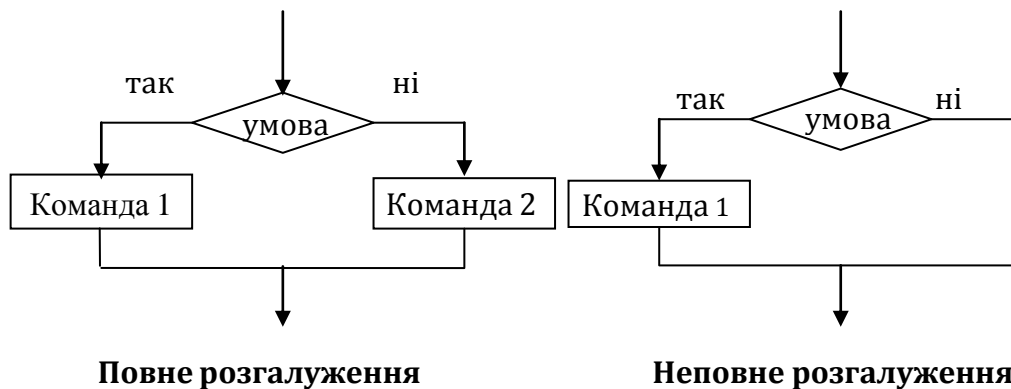 так ні
умова
Команда 1 Команда 2
Повне розгалуження
так ні
умова
Команда 1
Неповне розгалуження